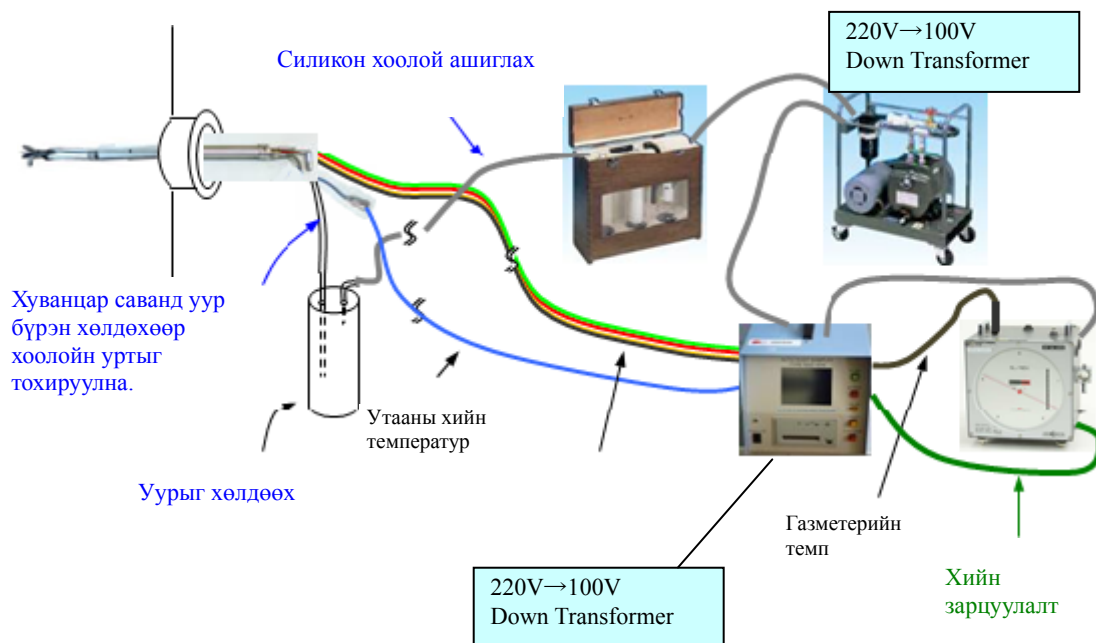 220V→100V
Down Transformer
Силикон хоолой ашиглах
Хуванцар саванд уур
бүрэн хөлдөхөөр
хоолойн уртыг
тохируулна.
Утааны хийн
температур
Уурыг хөлдөөх
Газметерийн
темп
220V→100V
Down Transformer
Хийн
зарцуулалт